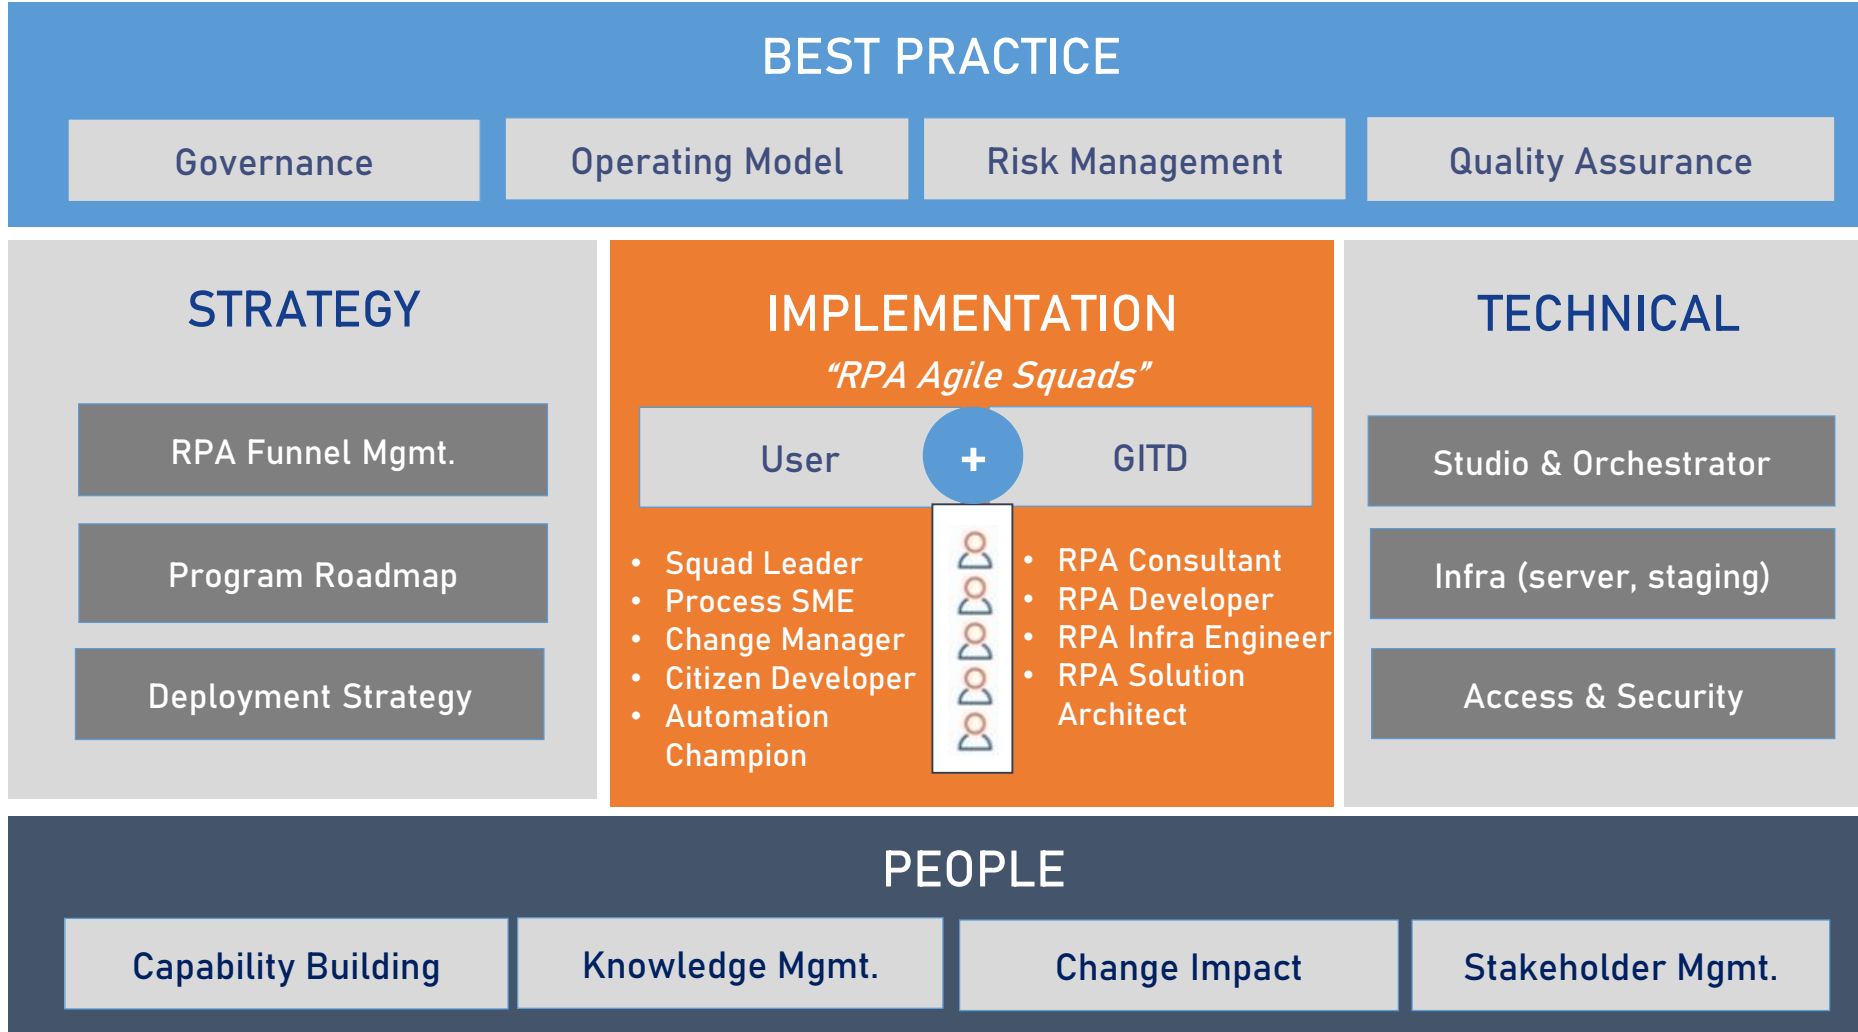 BEST PRACTICE
Governance
Operating Model
Risk Management
Quality Assurance
STRATEGY
RPA Funnel Mgmt.
Program Roadmap
Deployment Strategy
IMPLEMENTATION
“RPA Agile Squads”
User
+
GITD
• Squad Leader
• Process SME
• Change Manager
• Citizen Developer
• Automation
Champion
• RPA Consultant
• RPA Developer
• RPA Infra Engineer
• RPA Solution
Architect
TECHNICAL
Studio & Orchestrator
Infra (server, staging)
Access & Security
PEOPLE
Capability Building
Knowledge Mgmt.
Change Impact
Stakeholder Mgmt.